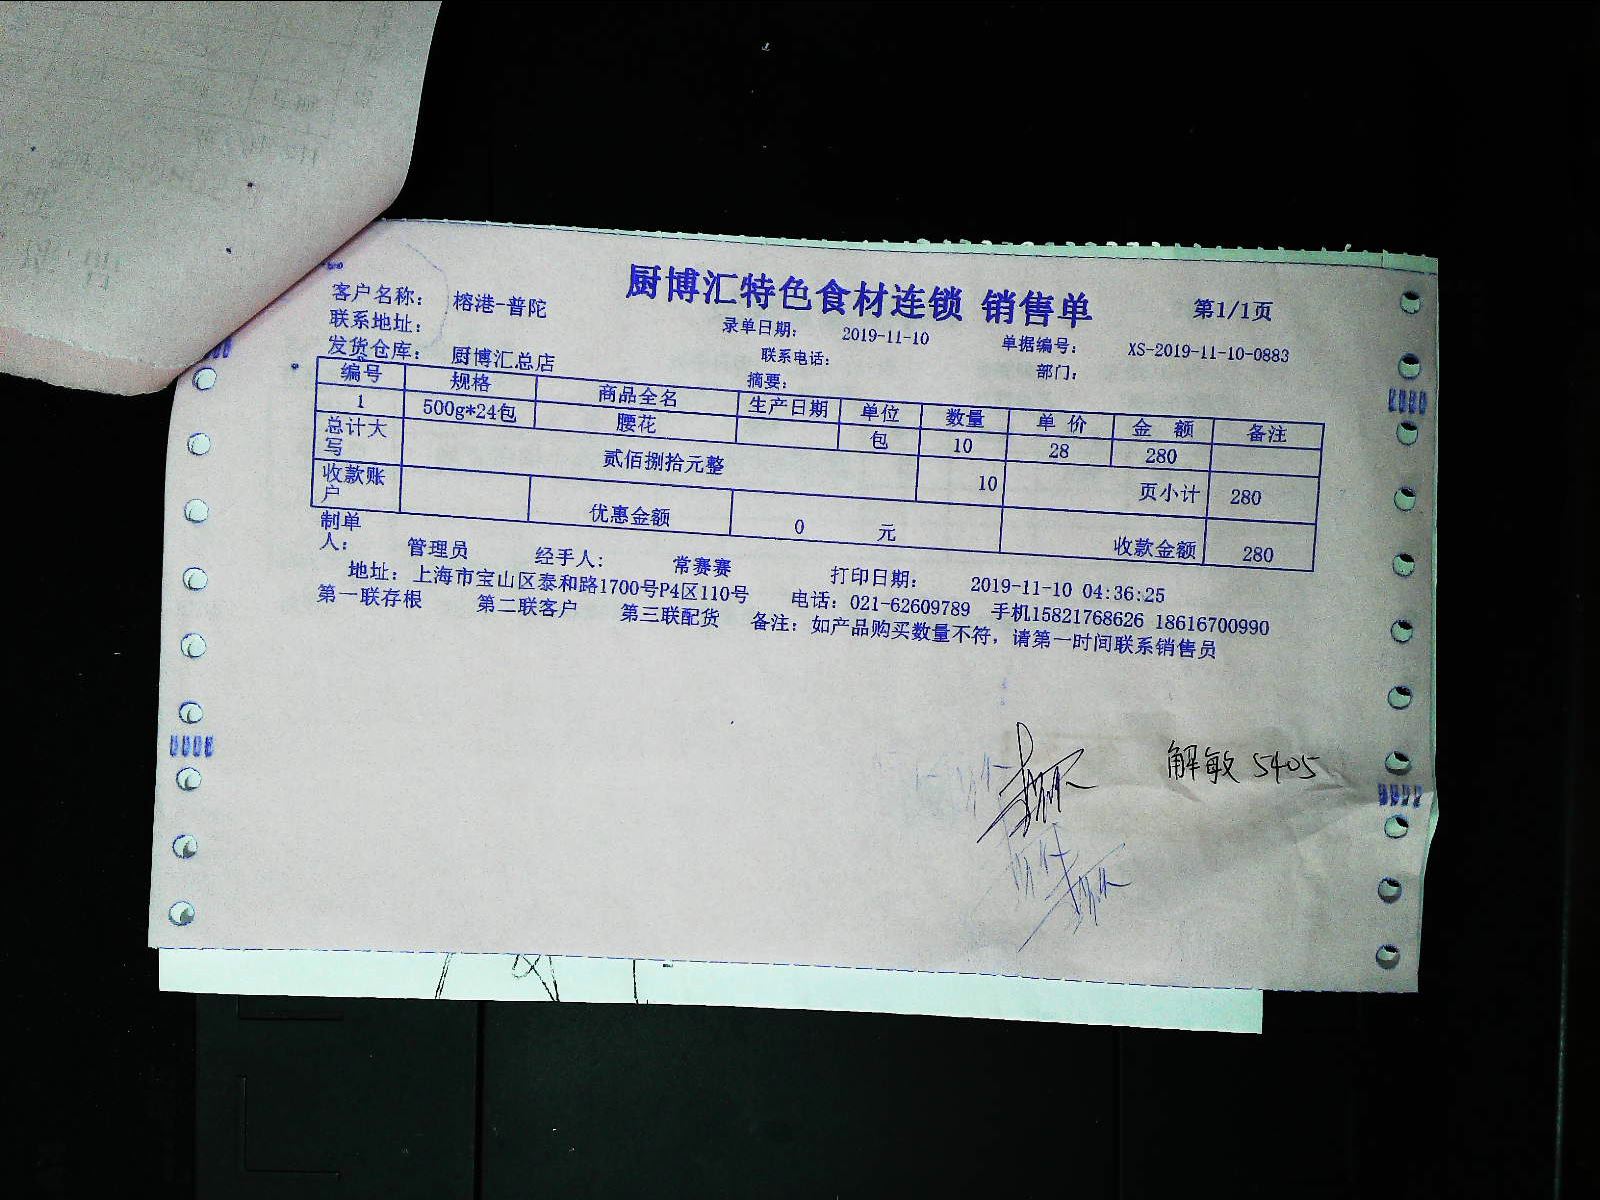 厨博汇特色食材连锁 销售单 第1/1页
客户名称： 榕港-普陀
联系地址： 录单日期： 2019-11-10 单据编号： XS-2019-11-10-0883
发货仓库： 厨博汇总店 联系电话： 部门：
摘要：
编号 规格 商品全名 生产日期 单位 数量 单价 金额 备注
1 500g*24包 腰花 包 10 28 280
总计大写 贰佰捌拾元整 10 页小计 280
收款账户 优惠金额 0 元 收款金额 280
制单人： 管理员 经手人： 常赛赛 打印日期： 2019-11-10 04:36:25
地址：上海市宝山区泰和路1700号P4区110号 电话：021-62609789 手机15821768626 18616700990
第一联存根 第二联客户 第三联配货 备注：如产品购买数量不符，请第一时间联系销售员
解敏 5405